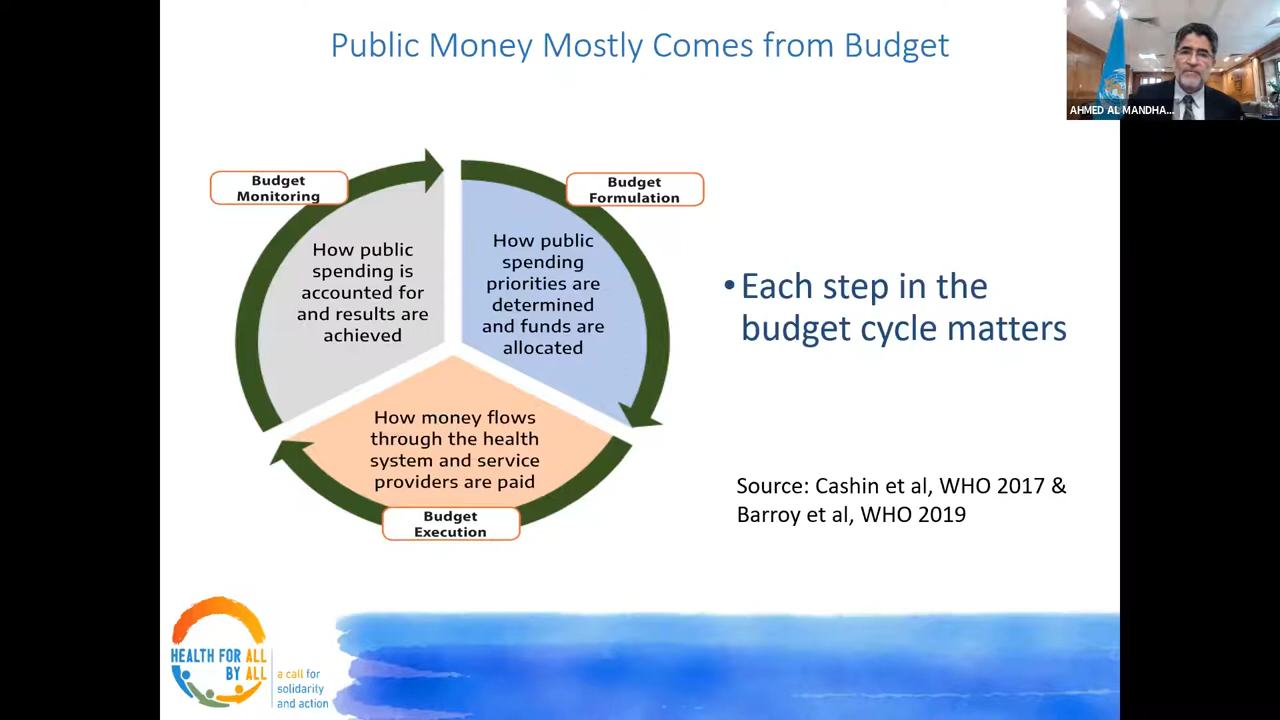 Public Money Mostly Comes from Budget
AHMED AL MANDHA...
Budget
Monitoring
Budget
Formulation
How public
spending is
accounted for
and results are
achieved
How public
spending
priorities are
determined
and funds are
allocated
How money flows
through the health
system and service
providers are paid
Budget
Execution
•Each step in the
budget cycle matters
Source: Cashin et al, WHO 2017 &
Barroy et al, WHO 2019
HEALTH FOR ALL
BY ALL
a call for
solidarity
and action